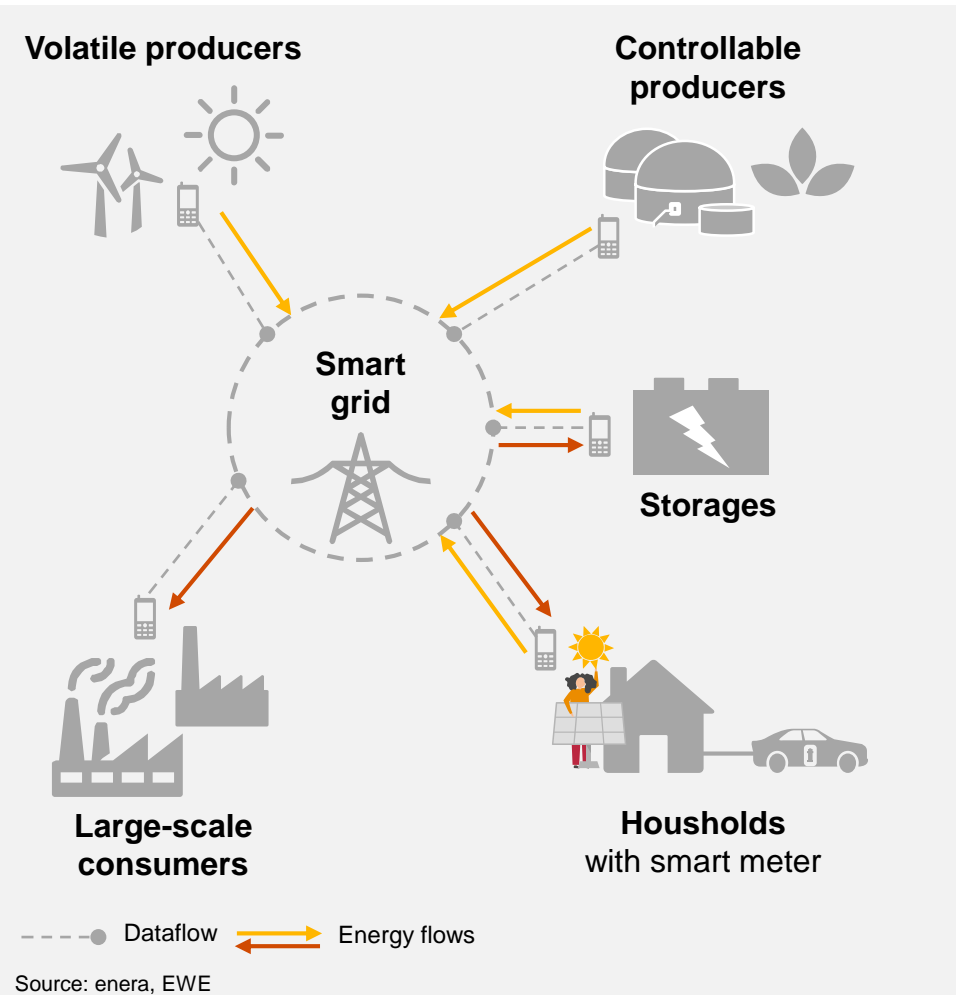 Volatile producers
Controllable
producers
Smart
grid
Storages
Large-scale
consumers
Housholds
with smart meter
Dataflow
Energy flows
Source: enera, EWE